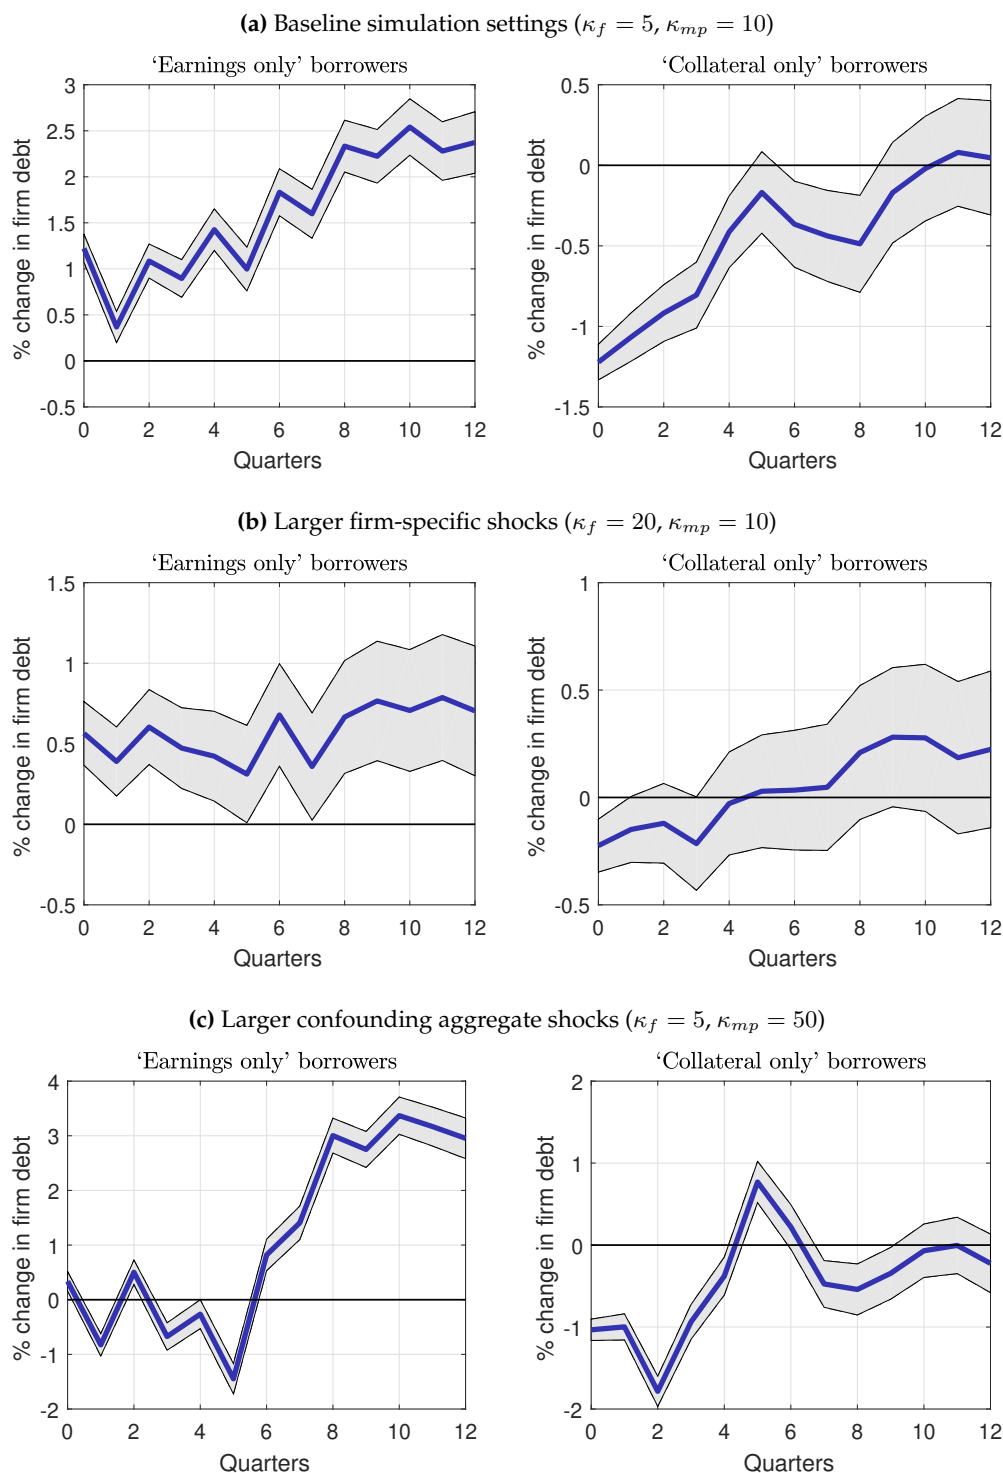 (a) Baseline simulation settings (κf = 5, κmp = 10)
‘Earnings only’ borrowers
3
2.5
2
1.5
1
0.5
0
-0.5
% change in firm debt
0 2 4 6 8 10 12
Quarters
‘Collateral only’ borrowers
0.5
0
-0.5
-1
-1.5
% change in firm debt
0 2 4 6 8 10 12
Quarters
(b) Larger firm-specific shocks (κf = 20, κmp = 10)
‘Earnings only’ borrowers
1.5
1
0.5
0
-0.5
% change in firm debt
0 2 4 6 8 10 12
Quarters
‘Collateral only’ borrowers
1
0.5
0
-0.5
% change in firm debt
0 2 4 6 8 10 12
Quarters
(c) Larger confounding aggregate shocks (κf = 5, κmp = 50)
‘Earnings only’ borrowers
4
3
2
1
0
-1
-2
% change in firm debt
0 2 4 6 8 10 12
Quarters
‘Collateral only’ borrowers
2
1
0
-1
-2
% change in firm debt
0 2 4 6 8 10 12
Quarters